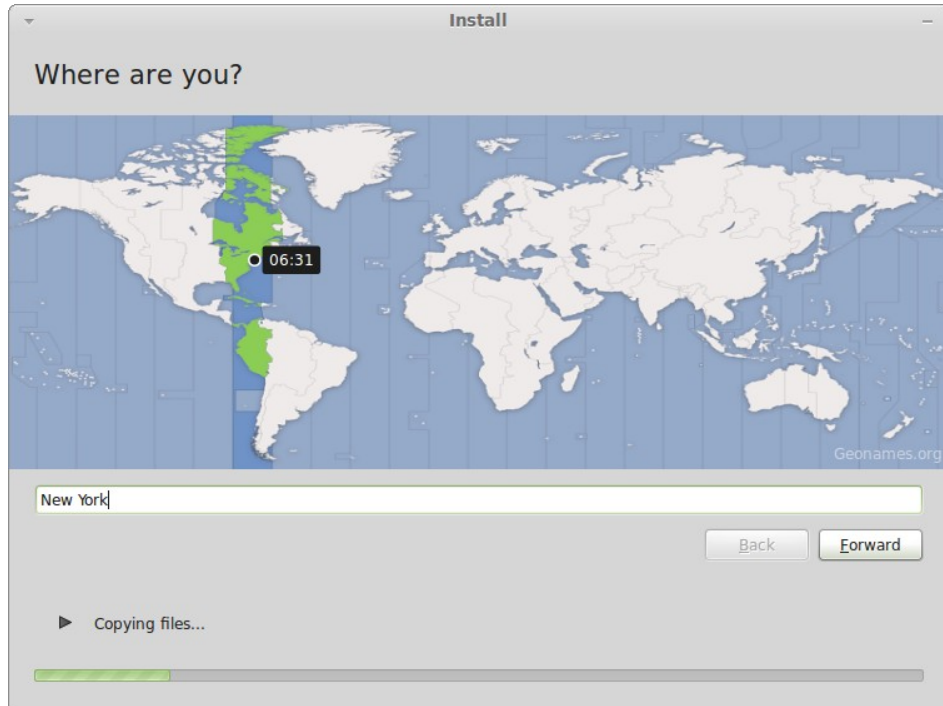 Install
Where are you?
06:31
Geonames.org
New York
Back
Forward
Copying files...